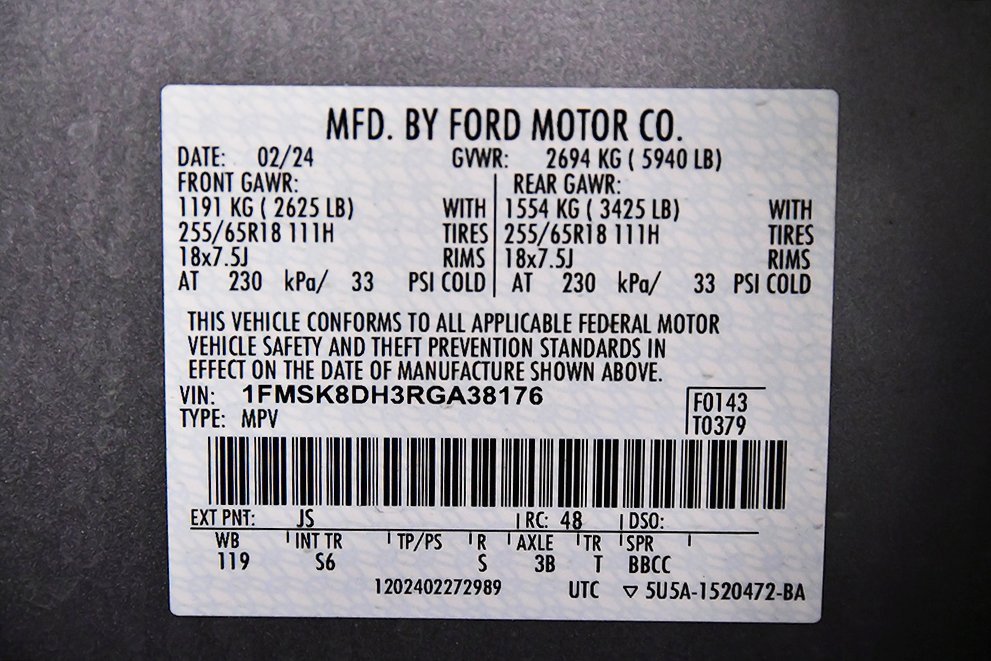 MFD. BY FORD MOTOR CO.
DATE: 02/24 GVWR: 2694 KG ( 5940 LB)
FRONT GAWR: REAR GAWR:
1191 KG ( 2625 LB) WITH 1554 KG ( 3425 LB) WITH
255/65R18 111H TIRES 255/65R18 111H TIRES
18x7.5J RIMS 18x7.5J RIMS
AT 230 kPa/ 33 PSI COLD AT 230 kPa/ 33 PSI COLD
THIS VEHICLE CONFORMS TO ALL APPLICABLE FEDERAL MOTOR
VEHICLE SAFETY AND THEFT PREVENTION STANDARDS IN
EFFECT ON THE DATE OF MANUFACTURE SHOWN ABOVE.
VIN: 1FMSK8DH3RGA38176 F0143
TYPE: MPV T0379
EXT PNT: JS RC: 48 DSO:
WB INT TR TP/PS R AXLE TR SPR
119 S6 S 3B T BBCC
1202402272989 UTC ▽ 5U5A-1520472-BA